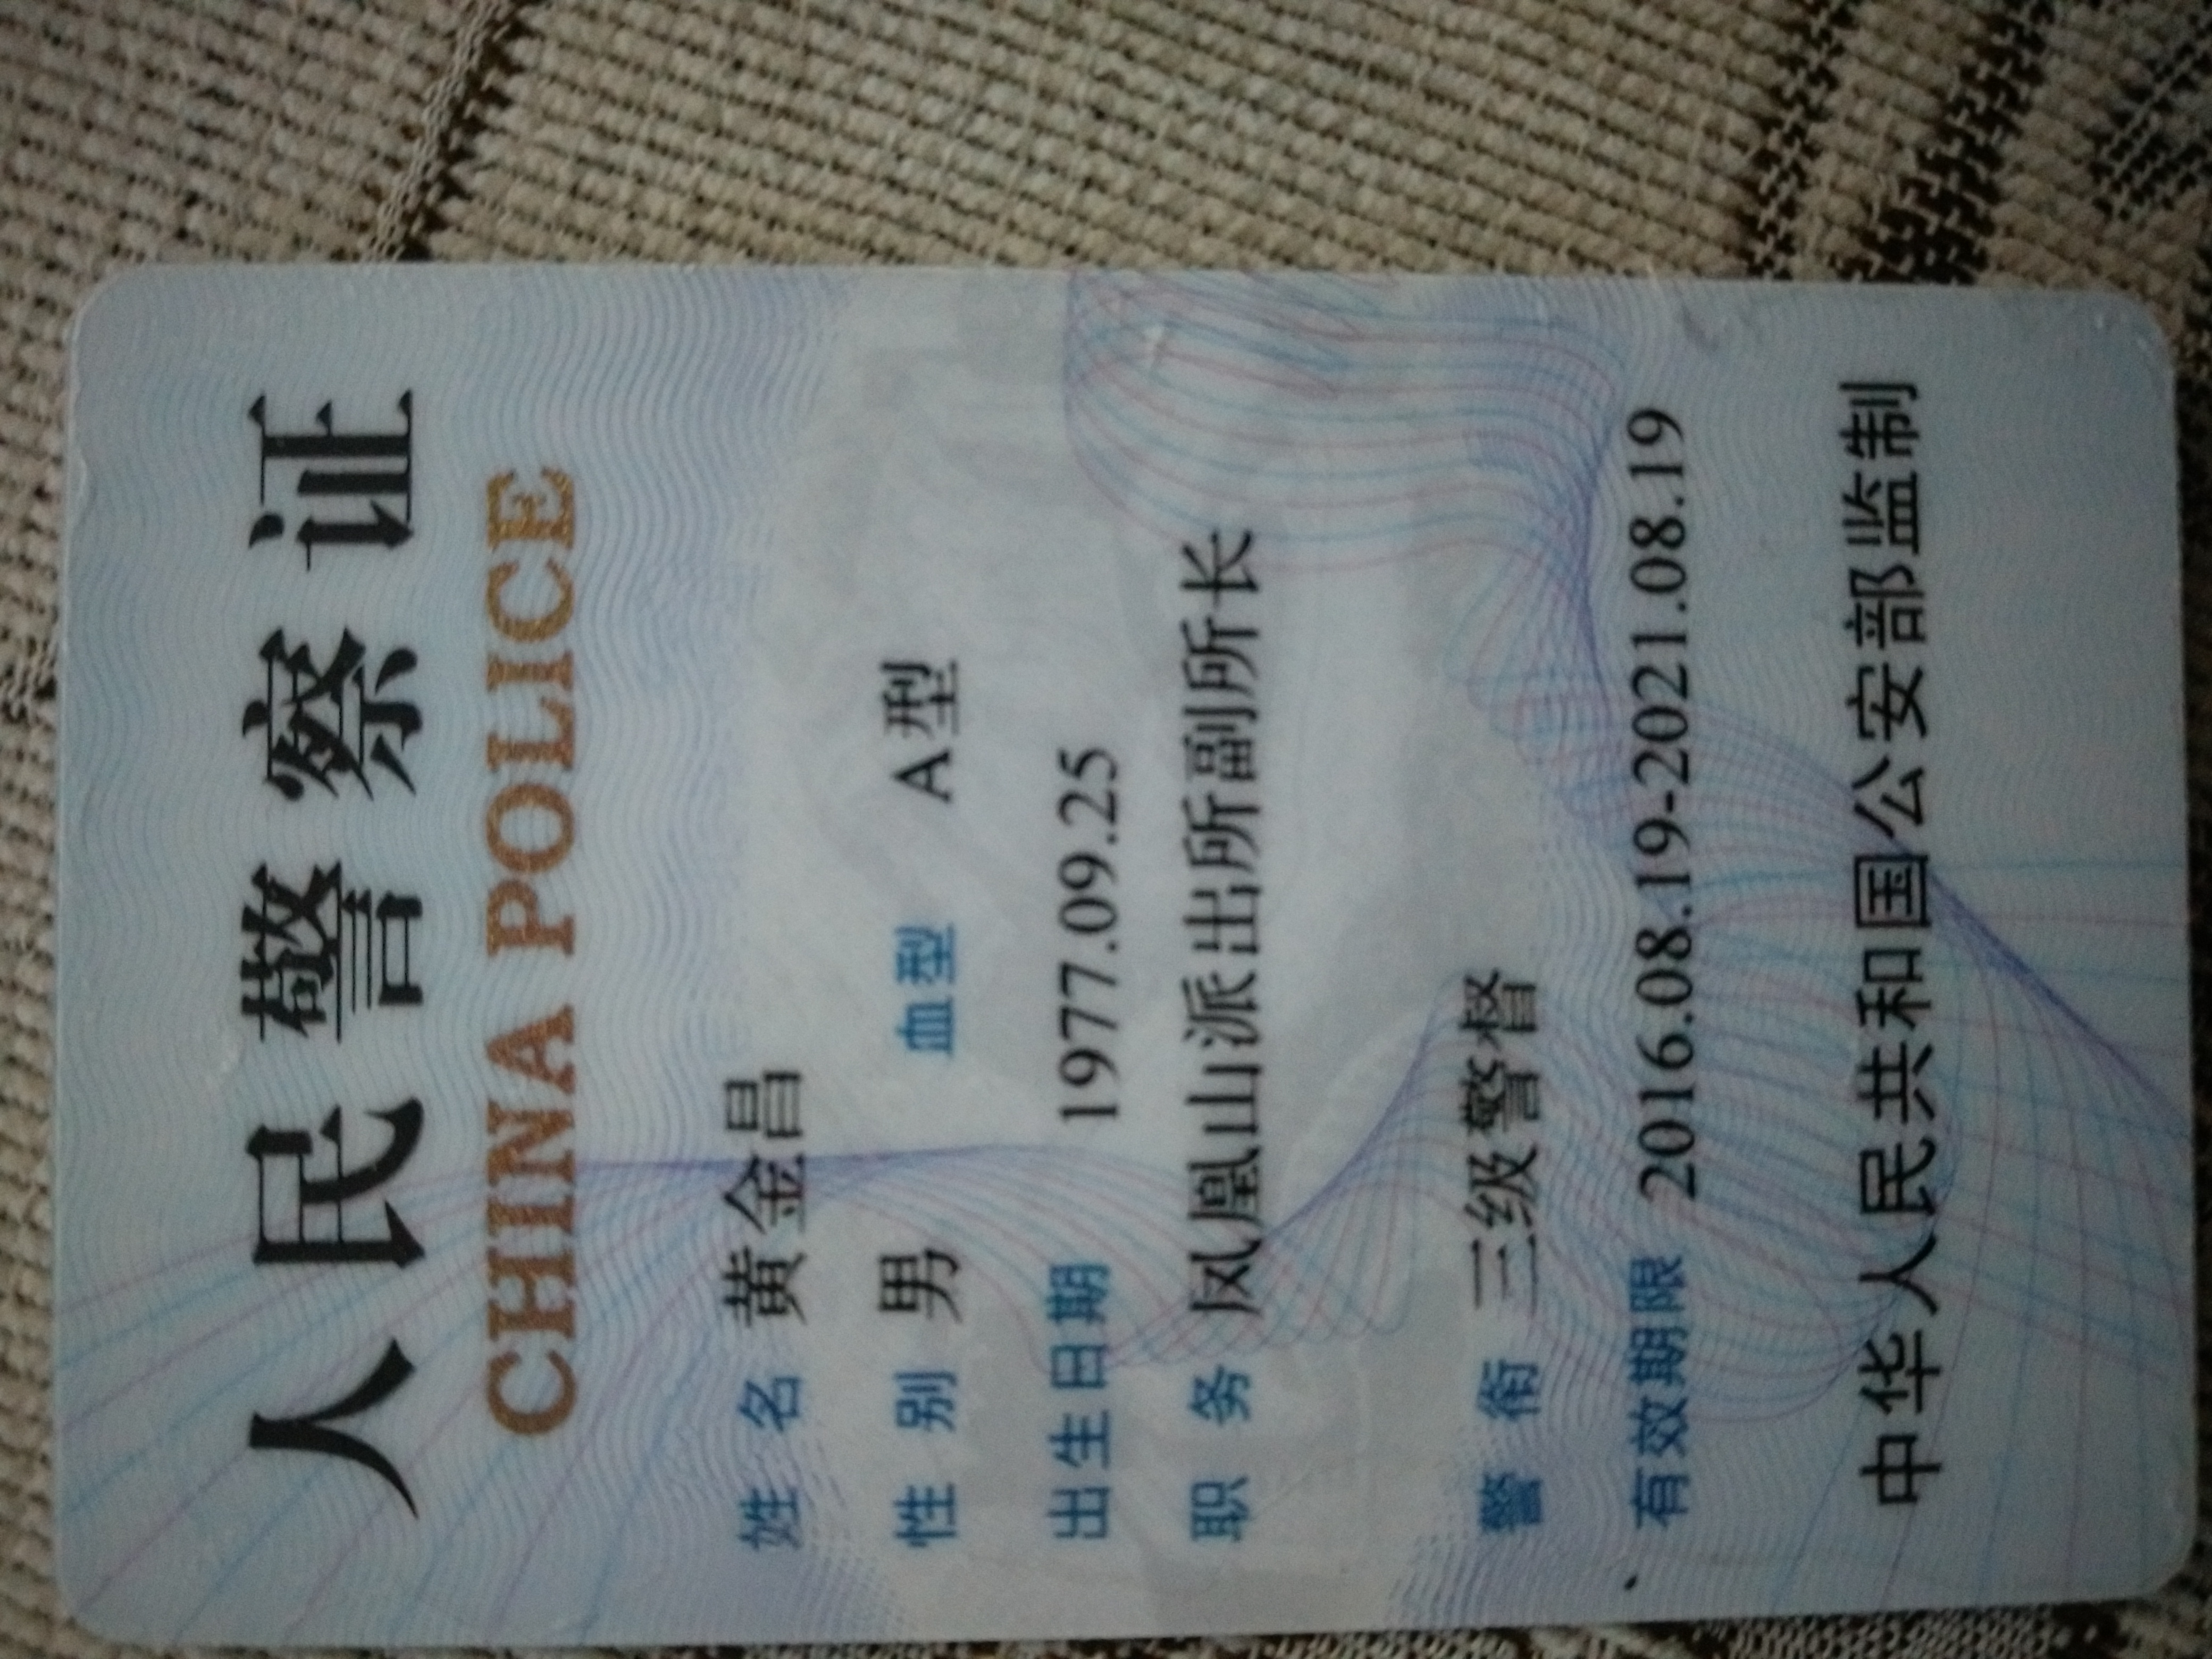 人民警察证
CHINA POLICE
姓名 黄金昌
性别 男 血型 A型
出生日期 1977.09.25
职务 凤凰山派出所副所长
警衔 三级警督
有效期限 2016.08.19-2021.08.19
中华人民共和国公安部监制